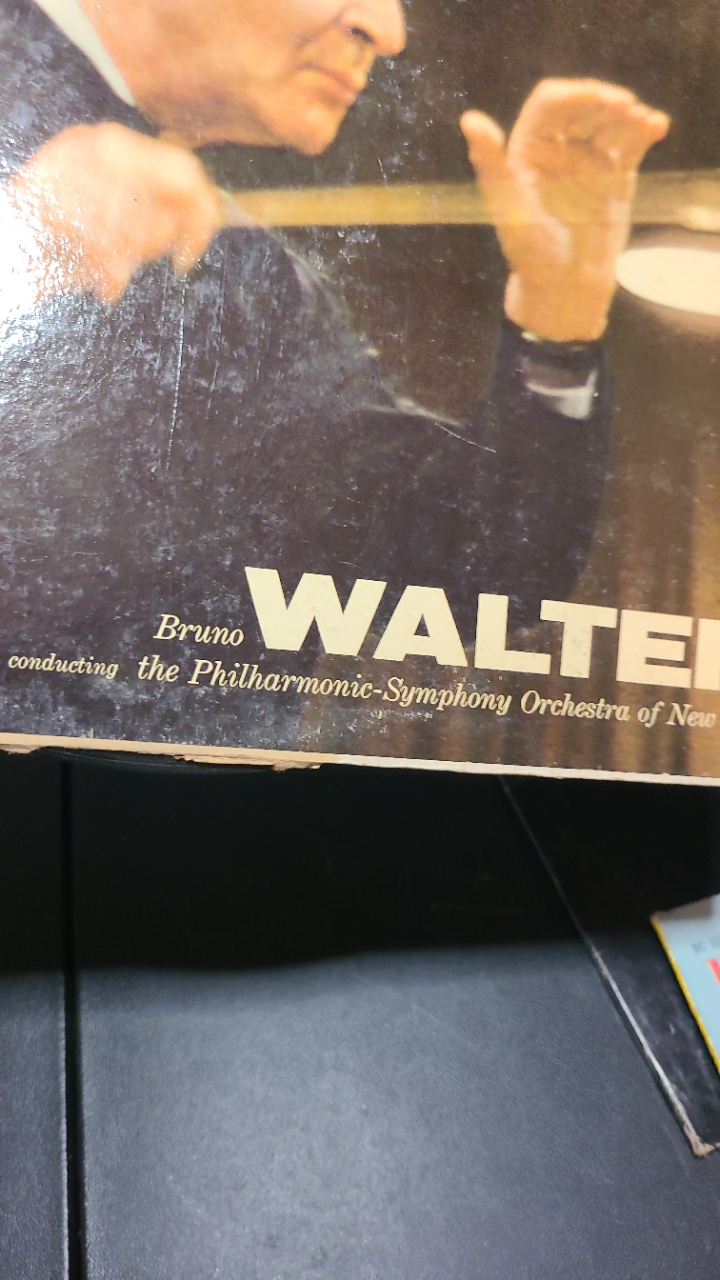 Bruno WALTE
conducting the Philharmonic-Symphony Orchestra of New